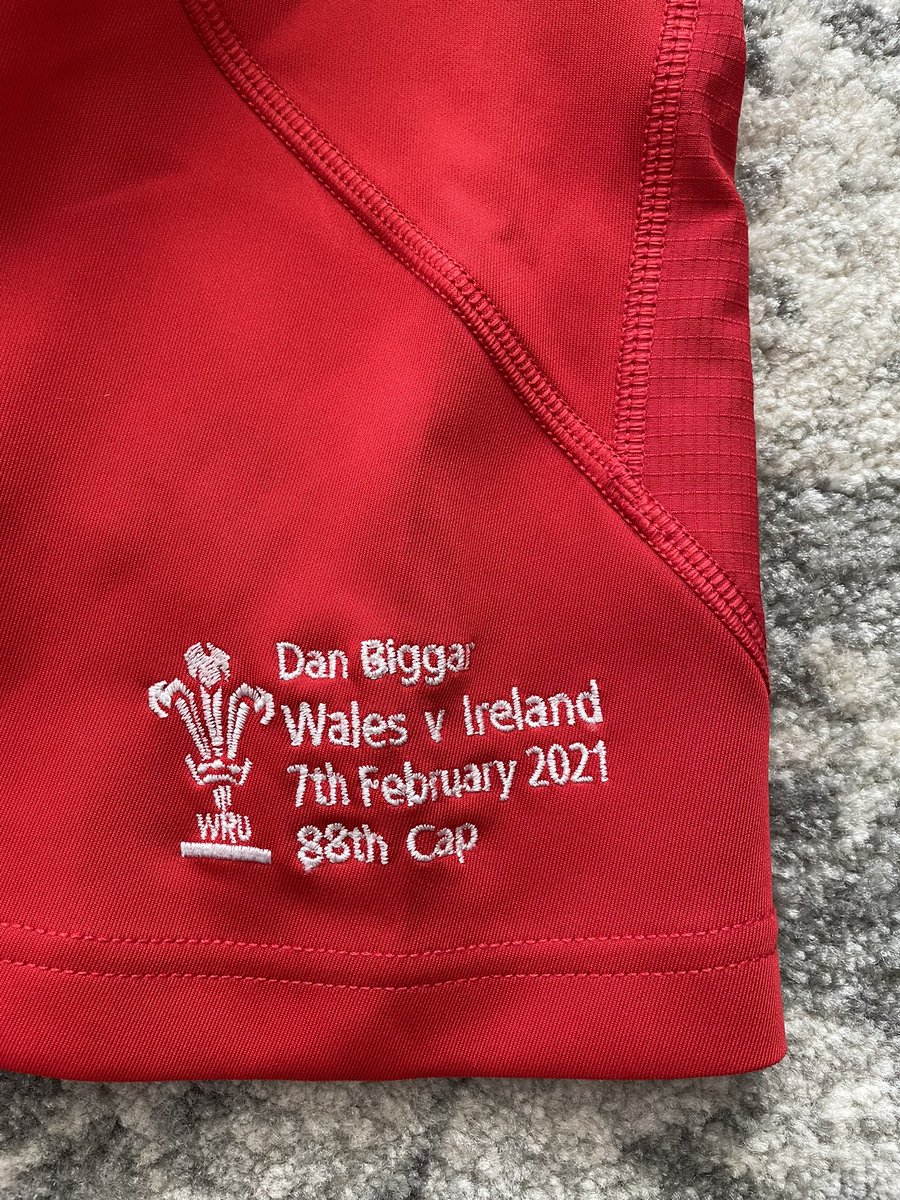 Dan Biggar
Wales v Ireland
7th February 2021
88th Cap
WRU